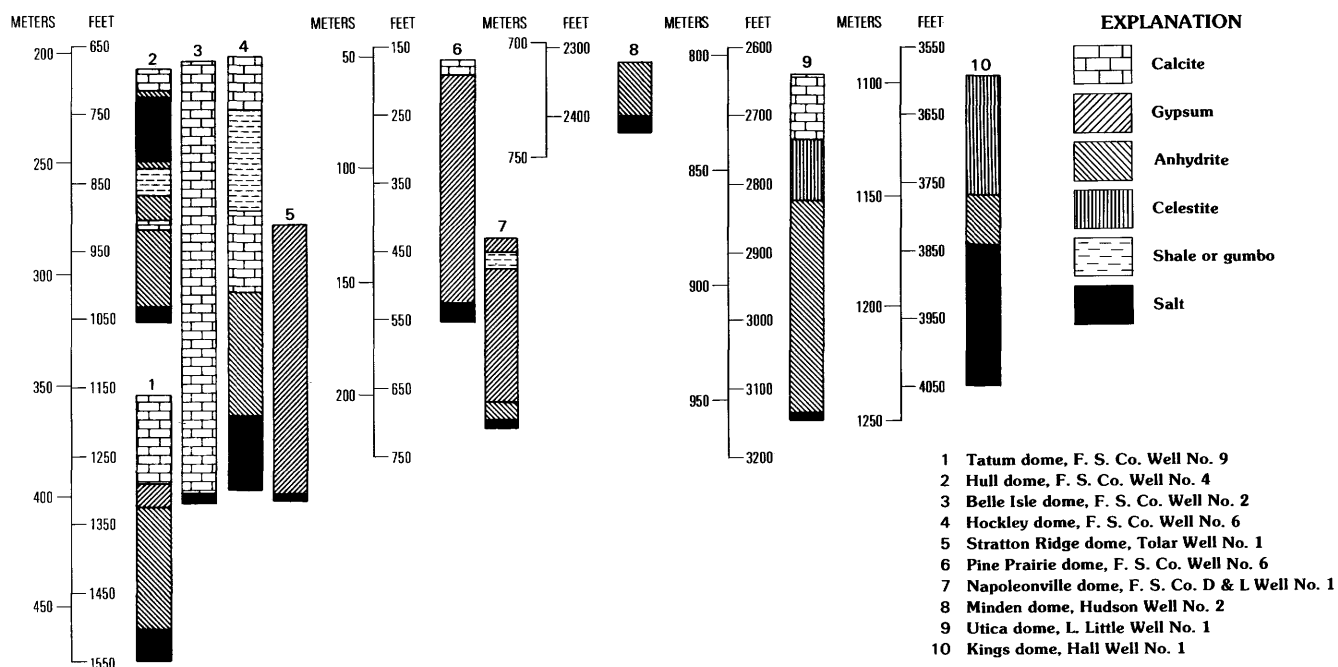 METERS FEET
200
250
300
350
400
450
650
750
850
950
1050
1150
1250
1350
1450
1550
2
3
4
5
1
METERS FEET
50
100
150
200
150
250
350
450
550
650
750
6
7
METERS FEET
700
750
2300
2400
8
METERS FEET
800
850
900
950
2600
2700
2800
2900
3000
3100
3200
9
METERS FEET
1100
1150
1200
1250
3550
3650
3750
3850
3950
4050
10
EXPLANATION
Calcite
Gypsum
Anhydrite
Celestite
Shale or gumbo
Salt
1 Tatum dome, F. S. Co. Well No. 9
2 Hull dome, F. S. Co. Well No. 4
3 Belle Isle dome, F. S. Co. Well No. 2
4 Hockley dome, F. S. Co. Well No. 6
5 Stratton Ridge dome, Tolar Well No. 1
6 Pine Prairie dome, F. S. Co. Well No. 6
7 Napoleonville dome, F. S. Co. D & L Well No. 1
8 Minden dome, Hudson Well No. 2
9 Utica dome, L. Little Well No. 1
10 Kings dome, Hall Well No. 1